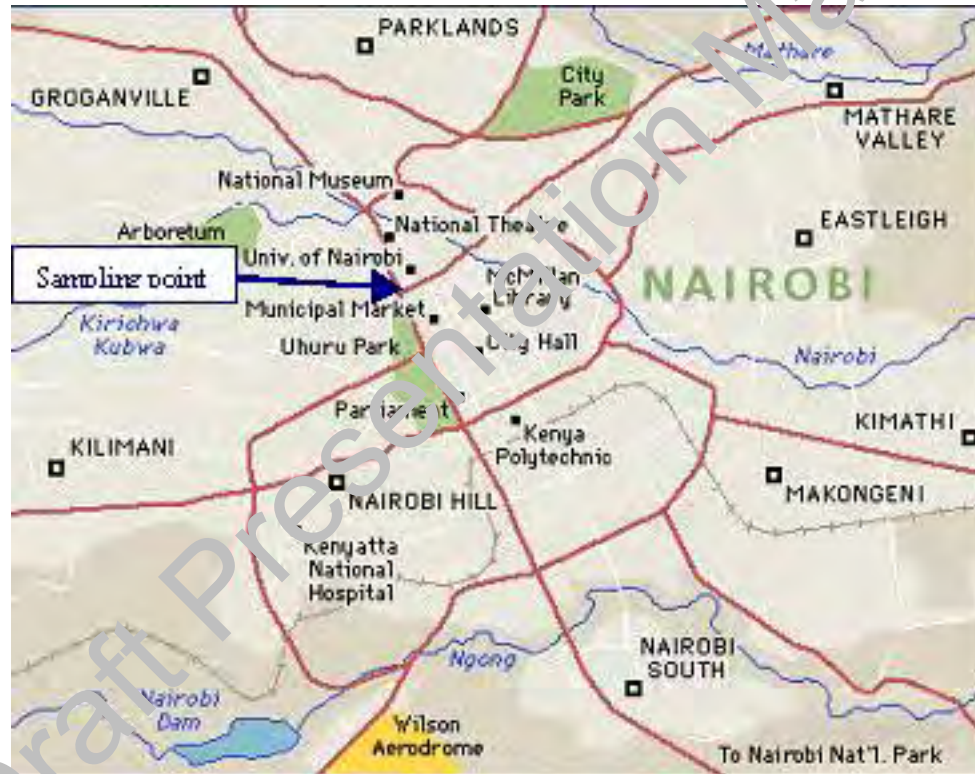 PARKLANDS
City
Park
Mathare
GROGANVILLE
MATHARE
VALLEY
National Museum
National Theatre
EASTLEIGH
Arboretum
Univ. of Nairobi
Sampling point
McMillan
Library
NAIROBI
Municipal Market
Kirichwa
Kubwa
Uhuru Park
City Hall
Nairobi
Parliament
KILIMANI
Kenya
Polytechnic
KIMATHI
MAKONGENI
NAIROBI HILL
Kenyatta
National
Hospital
Ngong
NAIROBI
SOUTH
Nairobi
Dam
Wilson
Aerodrome
To Nairobi Nat'l. Park
Draft Presentation